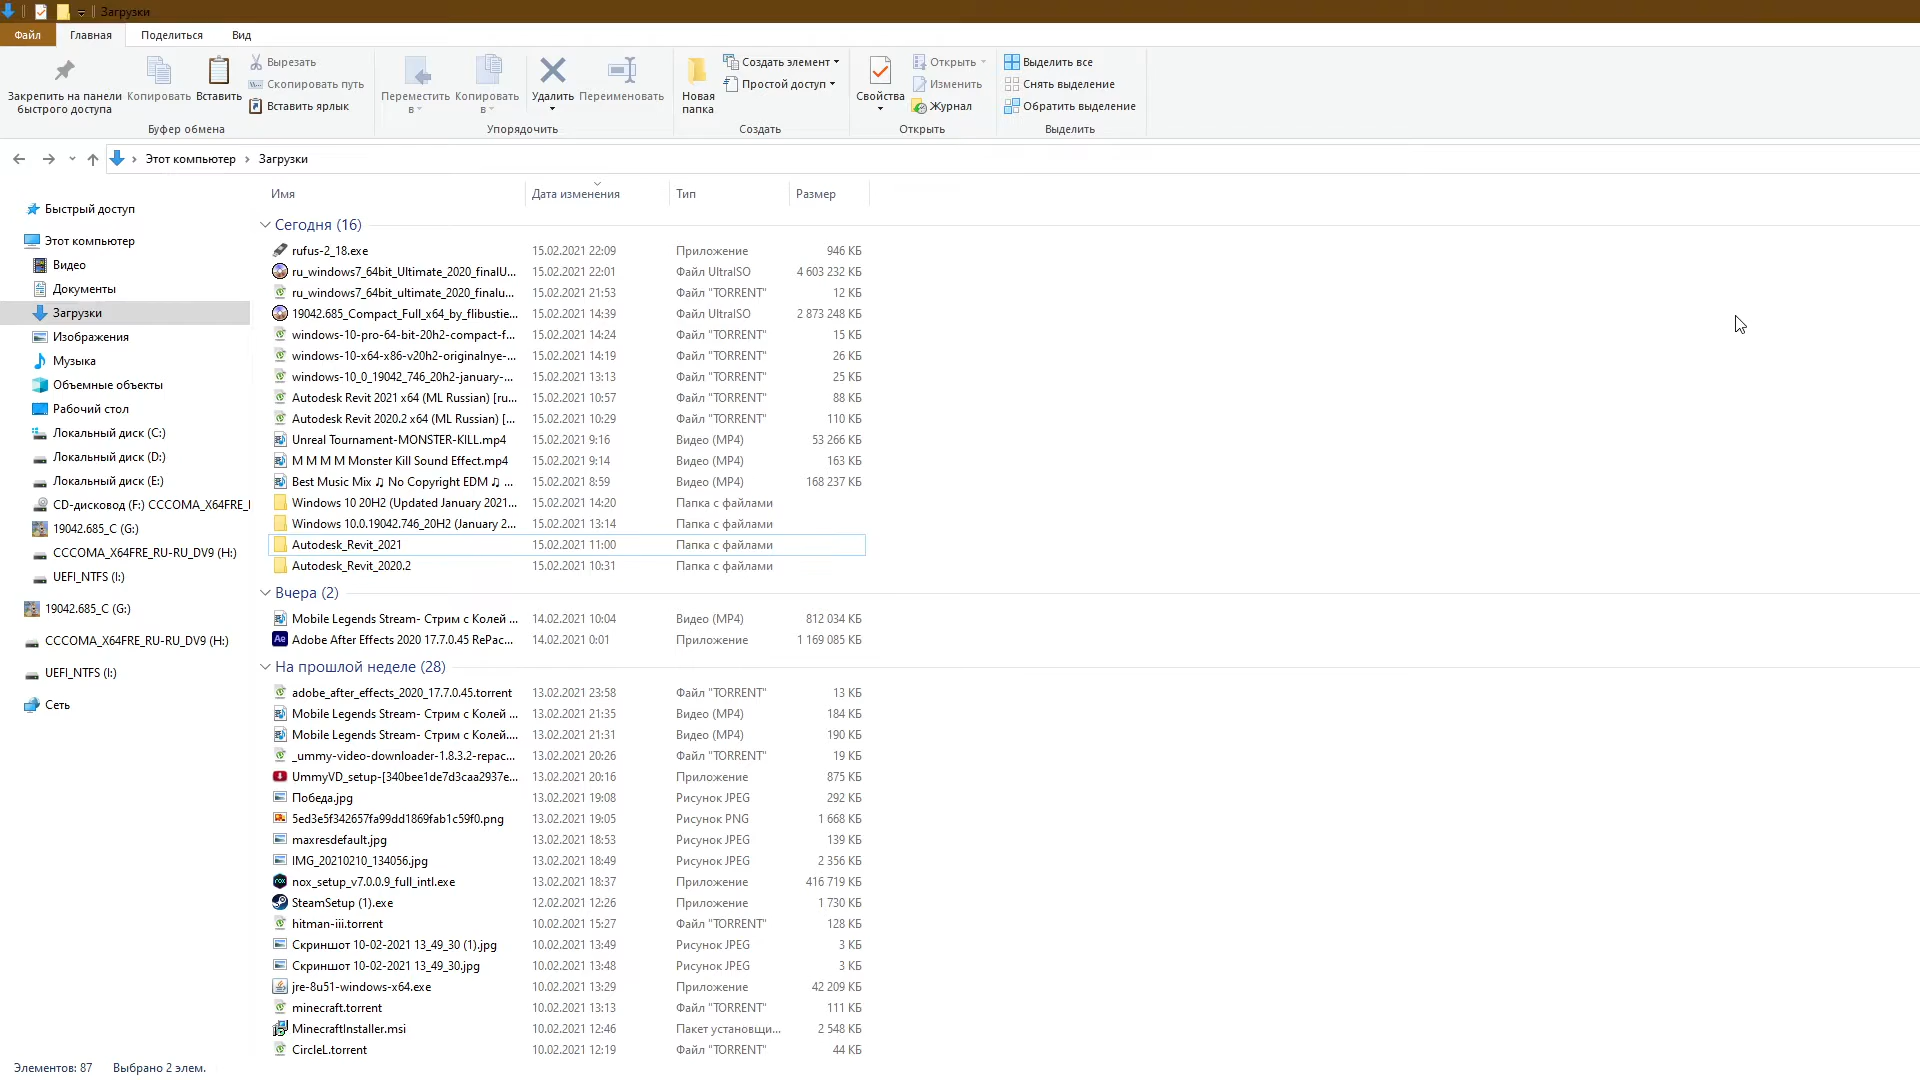 Загрузки
Файл Главная Поделиться Вид
Закрепить на панели быстрого доступа
Копировать
Вставить
Вырезать
Скопировать путь
Вставить ярлык
Буфер обмена
Переместить в
Копировать в
Удалить
Переименовать
Упорядочить
Новая папка
Создать элемент
Простой доступ
Создать
Свойства
Открыть
Изменить
Журнал
Открыть
Выделить все
Снять выделение
Обратить выделение
Выделить
Этот компьютер › Загрузки
Быстрый доступ
Этот компьютер
Видео
Документы
Загрузки
Изображения
Музыка
Объемные объекты
Рабочий стол
Локальный диск (C:)
Локальный диск (D:)
Локальный диск (E:)
CD-дисковод (F:) CCCOMA_X64FRE_
19042.685_C (G:)
CCCOMA_X64FRE_RU-RU_DV9 (H:)
UEFI_NTFS (I:)
19042.685_C (G:)
CCCOMA_X64FRE_RU-RU_DV9 (H:)
UEFI_NTFS (I:)
Сеть
Имя Дата изменения Тип Размер
Сегодня (16)
rufus-2_18.exe 15.02.2021 22:09 Приложение 946 КБ
ru_windows7_64bit_Ultimate_2020_finalU... 15.02.2021 22:01 Файл UltraISO 4 603 232 КБ
ru_windows7_64bit_ultimate_2020_finalu... 15.02.2021 21:53 Файл "TORRENT" 12 КБ
19042.685_Compact_Full_x64_by_flibustie... 15.02.2021 14:39 Файл UltraISO 2 873 248 КБ
windows-10-pro-64-bit-20h2-compact-f... 15.02.2021 14:24 Файл "TORRENT" 15 КБ
windows-10-x64-x86-v20h2-originalnye-... 15.02.2021 14:19 Файл "TORRENT" 26 КБ
windows-10_0_19042_746_20h2-january-... 15.02.2021 13:13 Файл "TORRENT" 25 КБ
Autodesk Revit 2021 x64 (ML Russian) [ru... 15.02.2021 10:57 Файл "TORRENT" 88 КБ
Autodesk Revit 2020.2 x64 (ML Russian) [... 15.02.2021 10:29 Файл "TORRENT" 110 КБ
Unreal Tournament-MONSTER-KILL.mp4 15.02.2021 9:16 Видео (MP4) 53 266 КБ
M M M M Monster Kill Sound Effect.mp4 15.02.2021 9:14 Видео (MP4) 163 КБ
Best Music Mix ♫ No Copyright EDM ♫ ... 15.02.2021 8:59 Видео (MP4) 168 237 КБ
Windows 10 20H2 (Updated January 2021... 15.02.2021 14:20 Папка с файлами
Windows 10.0.19042.746_20H2 (January 2... 15.02.2021 13:14 Папка с файлами
Autodesk_Revit_2021 15.02.2021 11:00 Папка с файлами
Autodesk_Revit_2020.2 15.02.2021 10:31 Папка с файлами
Вчера (2)
Mobile Legends Stream- Стрим с Колей ... 14.02.2021 10:04 Видео (MP4) 812 034 КБ
Adobe After Effects 2020 17.7.0.45 RePac... 14.02.2021 0:01 Приложение 1 169 085 КБ
На прошлой неделе (28)
adobe_after_effects_2020_17.7.0.45.torrent 13.02.2021 23:58 Файл "TORRENT" 13 КБ
Mobile Legends Stream- Стрим с Колей ... 13.02.2021 21:35 Видео (MP4) 184 КБ
Mobile Legends Stream- Стрим с Колей.... 13.02.2021 21:31 Видео (MP4) 190 КБ
_ummy-video-downloader-1.8.3.2-repac... 13.02.2021 20:26 Файл "TORRENT" 19 КБ
UmmyVD_setup-[340bee1de7d3caa2937e... 13.02.2021 20:16 Приложение 875 КБ
Победа.jpg 13.02.2021 19:08 Рисунок JPEG 292 КБ
5ed3e5f342657fa99dd1869fab1c59f0.png 13.02.2021 19:05 Рисунок PNG 1 668 КБ
maxresdefault.jpg 13.02.2021 18:53 Рисунок JPEG 139 КБ
IMG_20210210_134056.jpg 13.02.2021 18:49 Рисунок JPEG 2 356 КБ
nox_setup_v7.0.0.9_full_intl.exe 13.02.2021 18:37 Приложение 416 719 КБ
SteamSetup (1).exe 12.02.2021 12:26 Приложение 1 730 КБ
hitman-iii.torrent 10.02.2021 15:27 Файл "TORRENT" 128 КБ
Скриншот 10-02-2021 13_49_30 (1).jpg 10.02.2021 13:49 Рисунок JPEG 3 КБ
Скриншот 10-02-2021 13_49_30.jpg 10.02.2021 13:48 Рисунок JPEG 3 КБ
jre-8u51-windows-x64.exe 10.02.2021 13:29 Приложение 42 209 КБ
minecraft.torrent 10.02.2021 13:13 Файл "TORRENT" 111 КБ
MinecraftInstaller.msi 10.02.2021 12:46 Пакет установщи... 2 548 КБ
CircleL.torrent 10.02.2021 12:19 Файл "TORRENT" 44 КБ
Элементов: 87 Выбрано 2 элем.